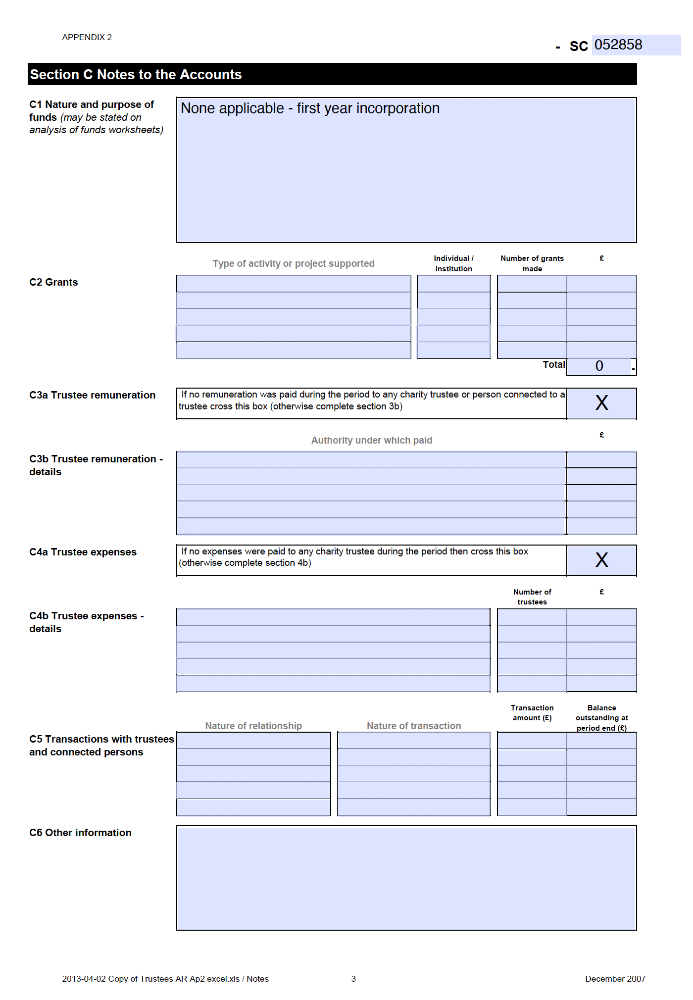 APPENDIX 2
- SC 052858
Section C Notes to the Accounts
C1 Nature and purpose of
funds (may be stated on
analysis of funds worksheets)
None applicable - first year incorporation
Type of activity or project supported
Individual /
institution
Number of grants
made
£
C2 Grants
Total 0 -
C3a Trustee remuneration
If no remuneration was paid during the period to any charity trustee or person connected to a
trustee cross this box (otherwise complete section 3b)
X
Authority under which paid
£
C3b Trustee remuneration -
details
C4a Trustee expenses
If no expenses were paid to any charity trustee during the period then cross this box
(otherwise complete section 4b)
X
Number of
trustees
£
C4b Trustee expenses -
details
Nature of relationship
Nature of transaction
Transaction
amount (£)
Balance
outstanding at
period end (£)
C5 Transactions with trustees
and connected persons
C6 Other information
2013-04-02 Copy of Trustees AR Ap2 excel.xls / Notes
3
December 2007